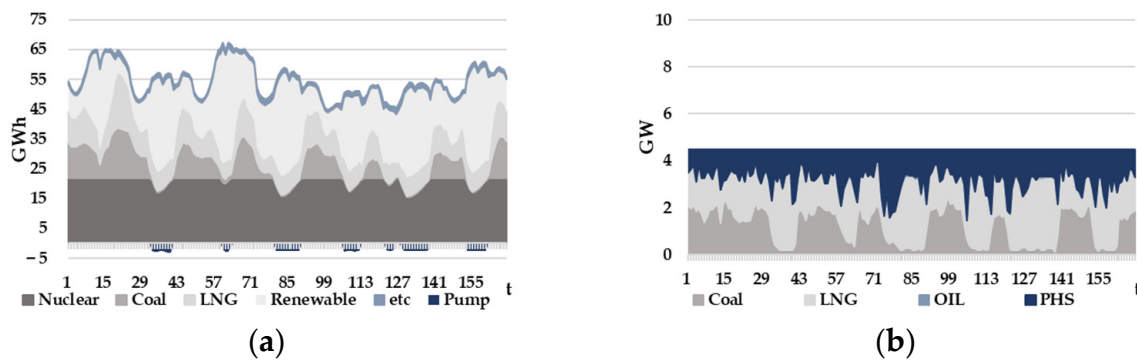 75
65
55
45
35
25
15
5
−5
GWh
1 15 29 43 57 71 85 99 113 127 141 155 t
Nuclear Coal LNG Renewable etc Pump
(a)
10
8
6
4
2
0
GW
1 15 29 43 57 71 85 99 113 127 141 155 t
Coal LNG OIL PHS
(b)